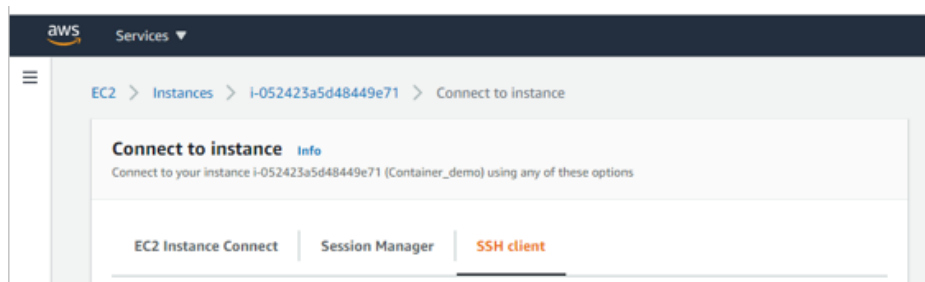 aws Services ▼
EC2 > Instances > i-052423a5d48449e71 > Connect to instance
Connect to instance Info
Connect to your instance i-052423a5d48449e71 (Container_demo) using any of these options
EC2 Instance Connect Session Manager SSH client